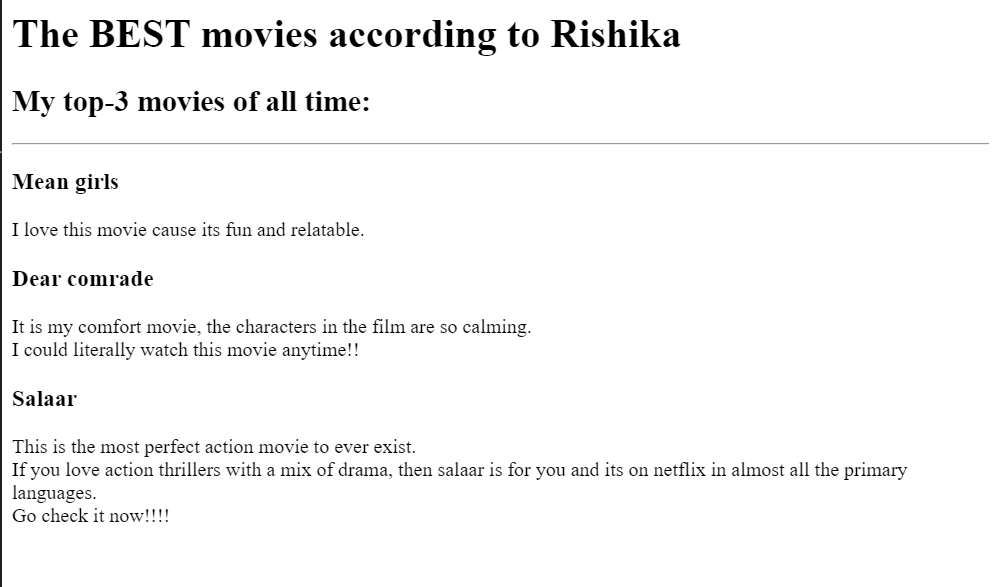 The BEST movies according to Rishika
My top-3 movies of all time:
Mean girls
I love this movie cause its fun and relatable.
Dear comrade
It is my comfort movie, the characters in the film are so calming.
I could literally watch this movie anytime!!
Salaar
This is the most perfect action movie to ever exist.
If you love action thrillers with a mix of drama, then salaar is for you and its on netflix in almost all the primary
languages.
Go check it now!!!!